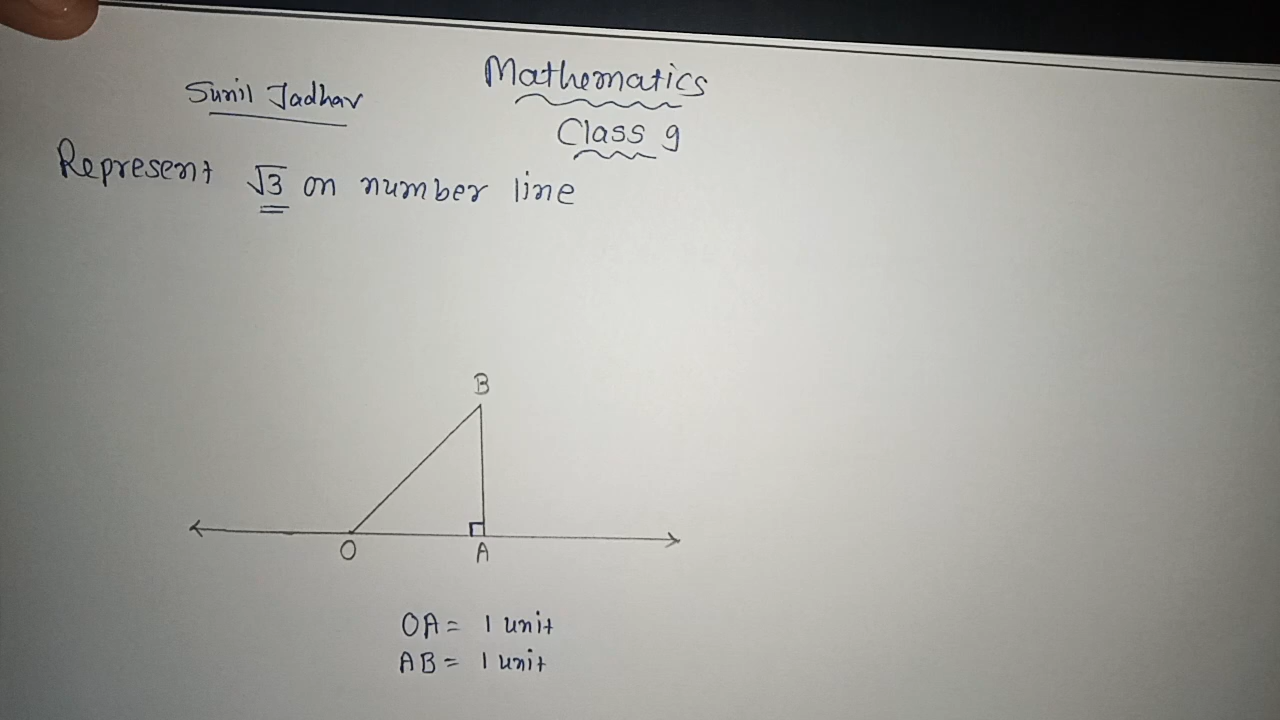 Mathematics
Sunil Jadhav
Class 9
Represent √3 on number line
B
O
A
OA = 1 unit
AB = 1 unit